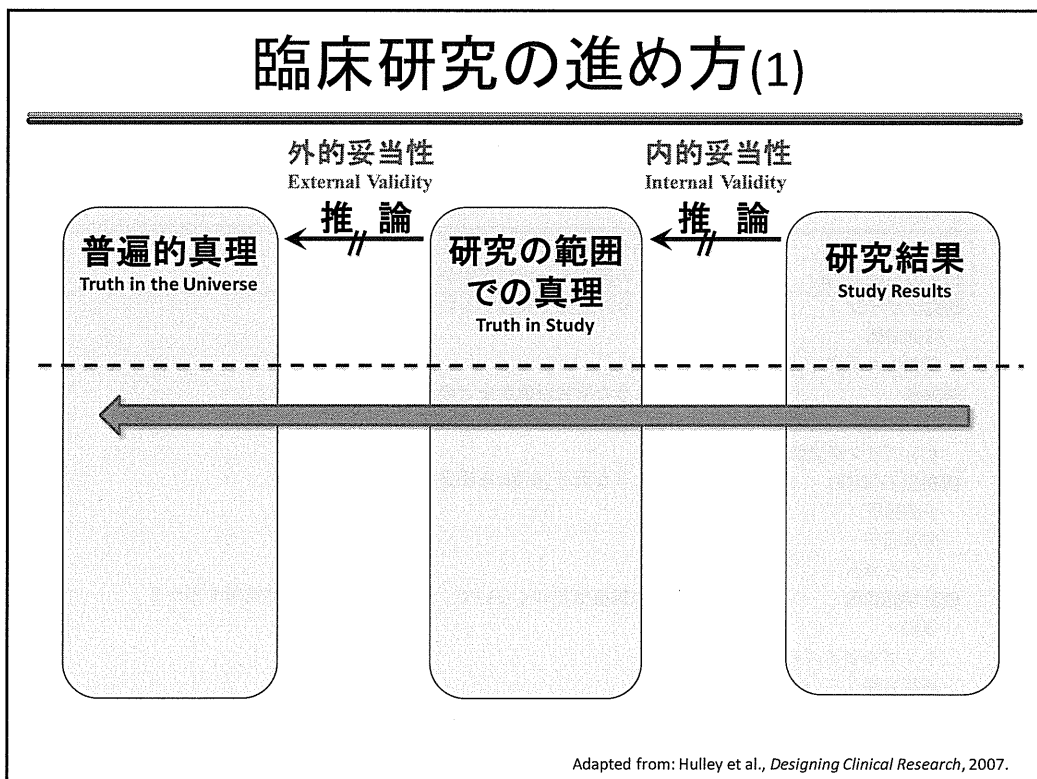 臨床研究の進め方(1)
外的妥当性
External Validity
推 論
内的妥当性
Internal Validity
推 論
普遍的真理
Truth in the Universe
研究の範囲
での真理
Truth in Study
研究結果
Study Results
Adapted from: Hulley et al., Designing Clinical Research, 2007.